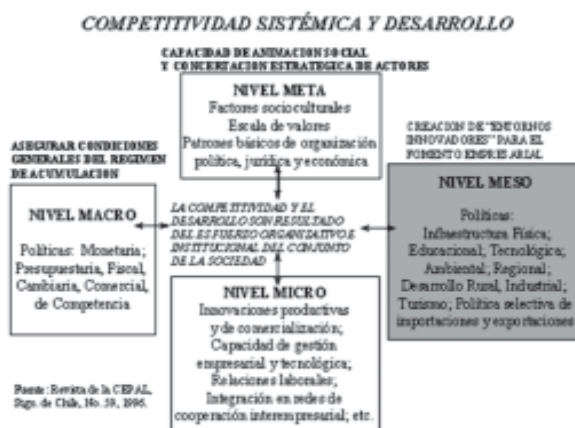 COMPETITIVIDAD SISTÉMICA Y DESARROLLO
CAPACIDAD DE ANIMACION SOCIAL
Y CONCERTACION ESTRATEGICA DE ACTORES
NIVEL META
Factores socioculturales
Escala de valores
Patrones básicos de organización
política, jurídica y económica
ASEGURAR CONDICIONES
GENERALES DEL REGIMEN
DE ACUMULACION
NIVEL MACRO
Políticas: Monetaria;
Presupuestaria, Fiscal,
Cambiaria, Comercial,
de Competencia
LA COMPETITIVIDAD Y EL
DESARROLLO SON RESULTADO
DEL ESFUERZO ORGANISATIVO E
INSTITUCIONAL DEL CONJUNTO
DE LA SOCIEDAD
CREACION DE "ENTORNOS
INNOVADORES" PARA EL
FOMENTO EMPRESARIAL
NIVEL MESO
Políticas:
Infraestructura Física;
Educacional; Tecnológica;
Ambiental; Regional;
Desarrollo Rural, Industrial;
Turismo; Política selectiva de
importaciones y exportaciones
NIVEL MICRO
Innovaciones productivas
y de comercialización;
Capacidad de gestión
empresarial y tecnológica;
Relaciones laborales;
Integración en redes de
cooperación interempresarial; etc.
Fuente: Revista de la CEPAL,
Stgo. de Chile, No. 59, 1996.